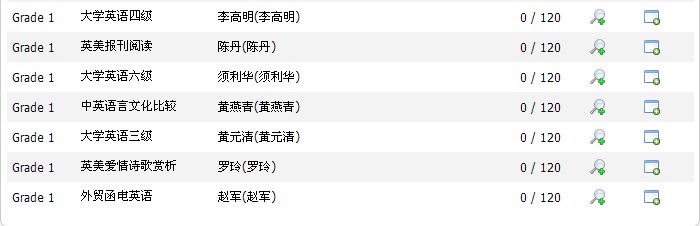 Grade 1 大学英语四级 李高明(李高明) 0 / 120
Grade 1 英美报刊阅读 陈丹(陈丹) 0 / 120
Grade 1 大学英语六级 须利华(须利华) 0 / 120
Grade 1 中英语言文化比较 黄燕青(黄燕青) 0 / 120
Grade 1 大学英语三级 黄元清(黄元清) 0 / 120
Grade 1 英美爱情诗歌赏析 罗玲(罗玲) 0 / 120
Grade 1 外贸函电英语 赵军(赵军) 0 / 120